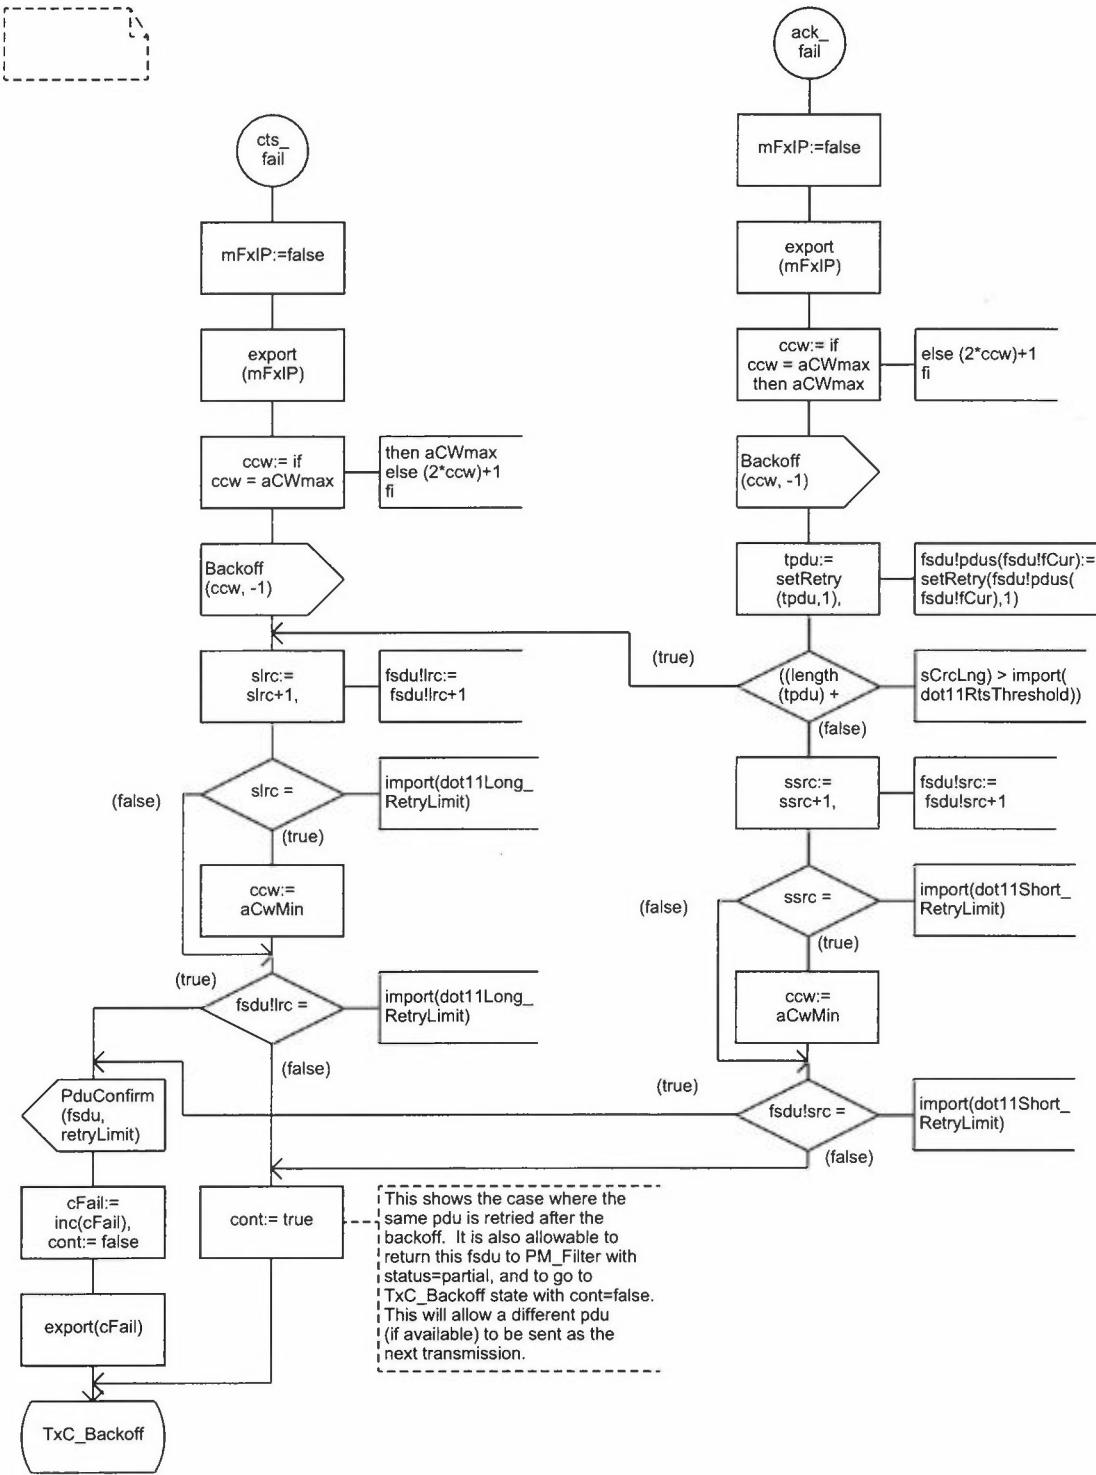 ack_
fail
mFxIP:=false
export
(mFxIP)
ccw:= if
ccw = aCWmax
then aCWmax
else (2*ccw)+1
fi
Backoff
(ccw, -1)
tpdu:=
setRetry
(tpdu,1),
fsdu!pdus(fsdu!fCur):=
setRetry(fsdu!pdus(
fsdu!fCur),1)
(true)
((length
(tpdu) +
sCrcLng) > import(
dot11RtsThreshold))
(false)
ssrc:=
ssrc+1,
fsdu!src:=
fsdu!src+1
(false)
ssrc =
import(dot11Short_
RetryLimit)
(true)
ccw:=
aCwMin
(true)
fsdu!src =
import(dot11Short_
RetryLimit)
(false)
cts_
fail
mFxIP:=false
export
(mFxIP)
ccw:= if
ccw = aCWmax
then aCWmax
else (2*ccw)+1
fi
Backoff
(ccw, -1)
slrc:=
slrc+1,
fsdu!lrc:=
fsdu!lrc+1
(false)
slrc =
import(dot11Long_
RetryLimit)
(true)
ccw:=
aCwMin
(true)
fsdu!lrc =
import(dot11Long_
RetryLimit)
(false)
PduConfirm
(fsdu,
retryLimit)
cFail:=
inc(cFail),
cont:= false
export(cFail)
cont:= true
This shows the case where the
same pdu is retried after the
backoff. It is also allowable to
return this fsdu to PM_Filter with
status=partial, and to go to
TxC_Backoff state with cont=false.
This will allow a different pdu
(if available) to be sent as the
next transmission.
TxC_Backoff